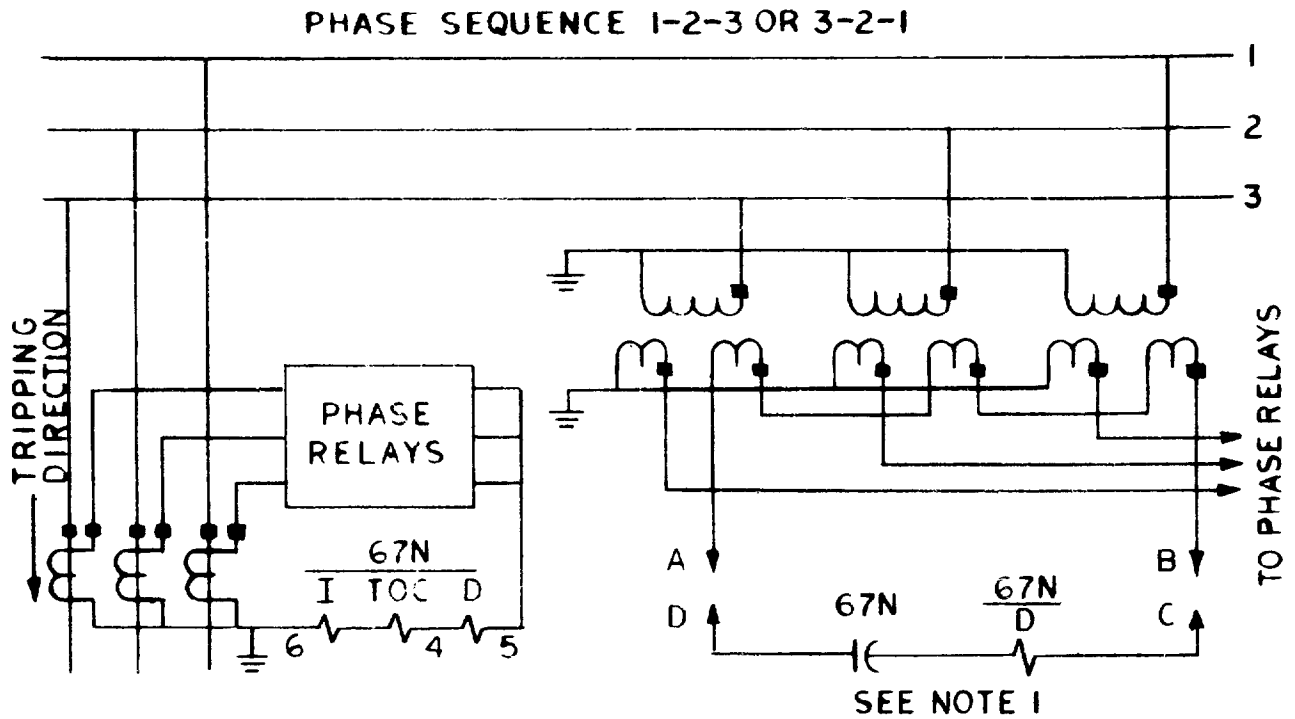 PHASE SEQUENCE 1-2-3 OR 3-2-1
1
2
3
TRIPPING
DIRECTION
PHASE
RELAYS
67N
I TOC D
6 4 5
A
B
D
C
67N
67N
D
SEE NOTE 1
TO PHASE RELAYS